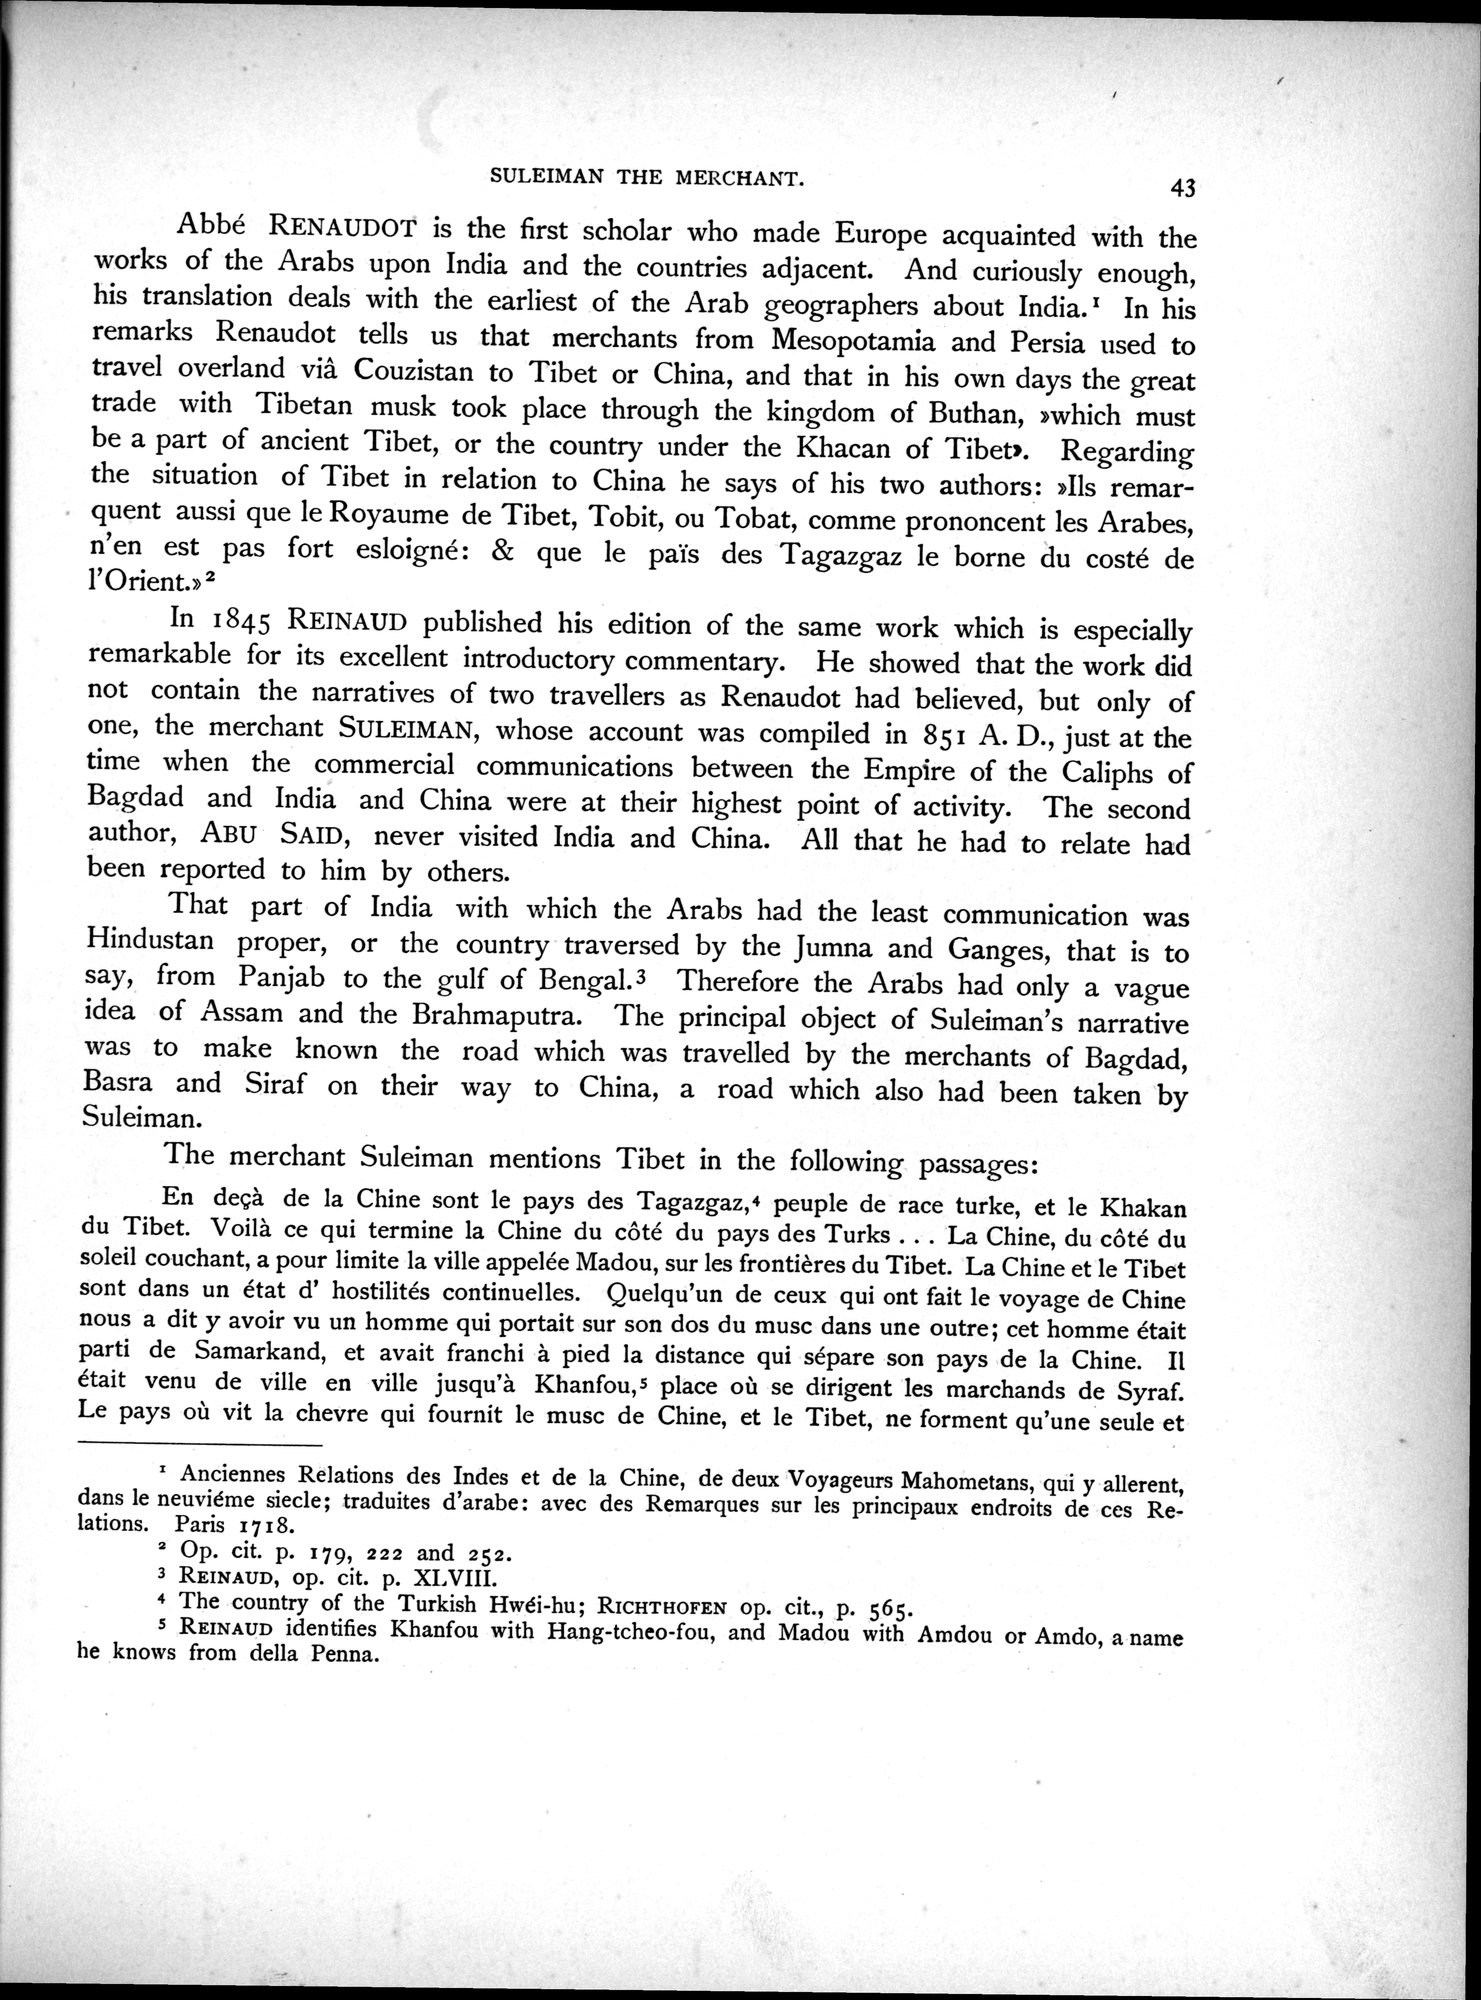 SULEIMAN THE MERCHANT.
43
Abbé RENAUDOT is the first scholar who made Europe acquainted with the
works of the Arabs upon India and the countries adjacent. And curiously enough,
his translation deals with the earliest of the Arab geographers about India.¹ In his
remarks Renaudot tells us that merchants from Mesopotamia and Persia used to
travel overland viâ Couzistan to Tibet or China, and that in his own days the great
trade with Tibetan musk took place through the kingdom of Buthan, »which must
be a part of ancient Tibet, or the country under the Khacan of Tibet». Regarding
the situation of Tibet in relation to China he says of his two authors: »Ils remar-
quent aussi que le Royaume de Tibet, Tobit, ou Tobat, comme prononcent les Arabes,
n'en est pas fort esloigné: & que le païs des Tagazgaz le borne du costé de
l'Orient.»²
In 1845 REINAUD published his edition of the same work which is especially
remarkable for its excellent introductory commentary. He showed that the work did
not contain the narratives of two travellers as Renaudot had believed, but only of
one, the merchant SULEIMAN, whose account was compiled in 851 A. D., just at the
time when the commercial communications between the Empire of the Caliphs of
Bagdad and India and China were at their highest point of activity. The second
author, ABU SAID, never visited India and China. All that he had to relate had
been reported to him by others.
That part of India with which the Arabs had the least communication was
Hindustan proper, or the country traversed by the Jumna and Ganges, that is to
say, from Panjab to the gulf of Bengal.³ Therefore the Arabs had only a vague
idea of Assam and the Brahmaputra. The principal object of Suleiman's narrative
was to make known the road which was travelled by the merchants of Bagdad,
Basra and Siraf on their way to China, a road which also had been taken by
Suleiman.
The merchant Suleiman mentions Tibet in the following passages:
En deçà de la Chine sont le pays des Tagazgaz,⁴ peuple de race turke, et le Khakan
du Tibet. Voilà ce qui termine la Chine du côté du pays des Turks . . . La Chine, du côté du
soleil couchant, a pour limite la ville appelée Madou, sur les frontières du Tibet. La Chine et le Tibet
sont dans un état d' hostilités continuelles. Quelqu'un de ceux qui ont fait le voyage de Chine
nous a dit y avoir vu un homme qui portait sur son dos du musc dans une outre; cet homme était
parti de Samarkand, et avait franchi à pied la distance qui sépare son pays de la Chine. Il
était venu de ville en ville jusqu'à Khanfou,⁵ place où se dirigent les marchands de Syraf.
Le pays où vit la chevre qui fournit le musc de Chine, et le Tibet, ne forment qu'une seule et
¹ Anciennes Relations des Indes et de la Chine, de deux Voyageurs Mahometans, qui y allerent,
dans le neuviéme siecle; traduites d'arabe: avec des Remarques sur les principaux endroits de ces Re-
lations. Paris 1718.
² Op. cit. p. 179, 222 and 252.
³ REINAUD, op. cit. p. XLVIII.
⁴ The country of the Turkish Hwéi-hu; RICHTHOFEN op. cit., p. 565.
⁵ REINAUD identifies Khanfou with Hang-tcheo-fou, and Madou with Amdou or Amdo, a name
he knows from della Penna.